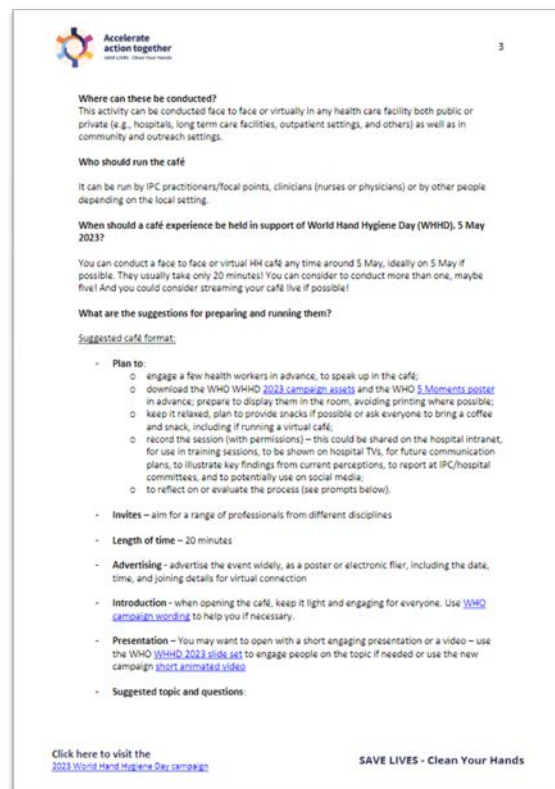 Accelerate
action together
SAVE LIVES - Clean Your Hands
3
Where can these be conducted?
This activity can be conducted face to face or virtually in any health care facility both public or
private (e.g., hospitals, long term care facilities, outpatient settings, and others) as well as in
community and outreach settings.
Who should run the café
It can be run by IPC practitioners/focal points, clinicians (nurses or physicians) or by other people
depending on the local setting.
When should a café experience be held in support of World Hand Hygiene Day (WHHD), 5 May
2023?
You can conduct a face to face or virtual HH café any time around 5 May, ideally on 5 May if
possible. They usually take only 20 minutes! You can consider to conduct more than one, maybe
five! And you could consider streaming your café live if possible!
What are the suggestions for preparing and running them?
Suggested café format:
- Plan to:
o engage a few health workers in advance, to speak up in the café;
o download the WHO WHHD 2023 campaign assets and the WHO 5 Moments poster
in advance; prepare to display them in the room, avoiding printing where possible;
o keep it relaxed, plan to provide snacks if possible or ask everyone to bring a coffee
and snack, including if running a virtual café;
o record the session (with permissions) – this could be shared on the hospital intranet,
for use in training sessions, to be shown on hospital TVs, for future communication
plans, to illustrate key findings from current perceptions, to report at IPC/hospital
committees, and to potentially use on social media;
o to reflect on or evaluate the process (see prompts below).
- Invites – aim for a range of professionals from different disciplines
- Length of time – 20 minutes
- Advertising - advertise the event widely, as a poster or electronic flier, including the date,
time, and joining details for virtual connection
- Introduction - when opening the café, keep it light and engaging for everyone. Use WHO
campaign wording to help you if necessary.
- Presentation – You may want to open with a short engaging presentation or a video – use
the WHO WHHD 2023 slide set to engage people on the topic if needed or use the new
campaign short animated video
- Suggested topic and questions:
Click here to visit the
2023 World Hand Hygiene Day campaign
SAVE LIVES - Clean Your Hands